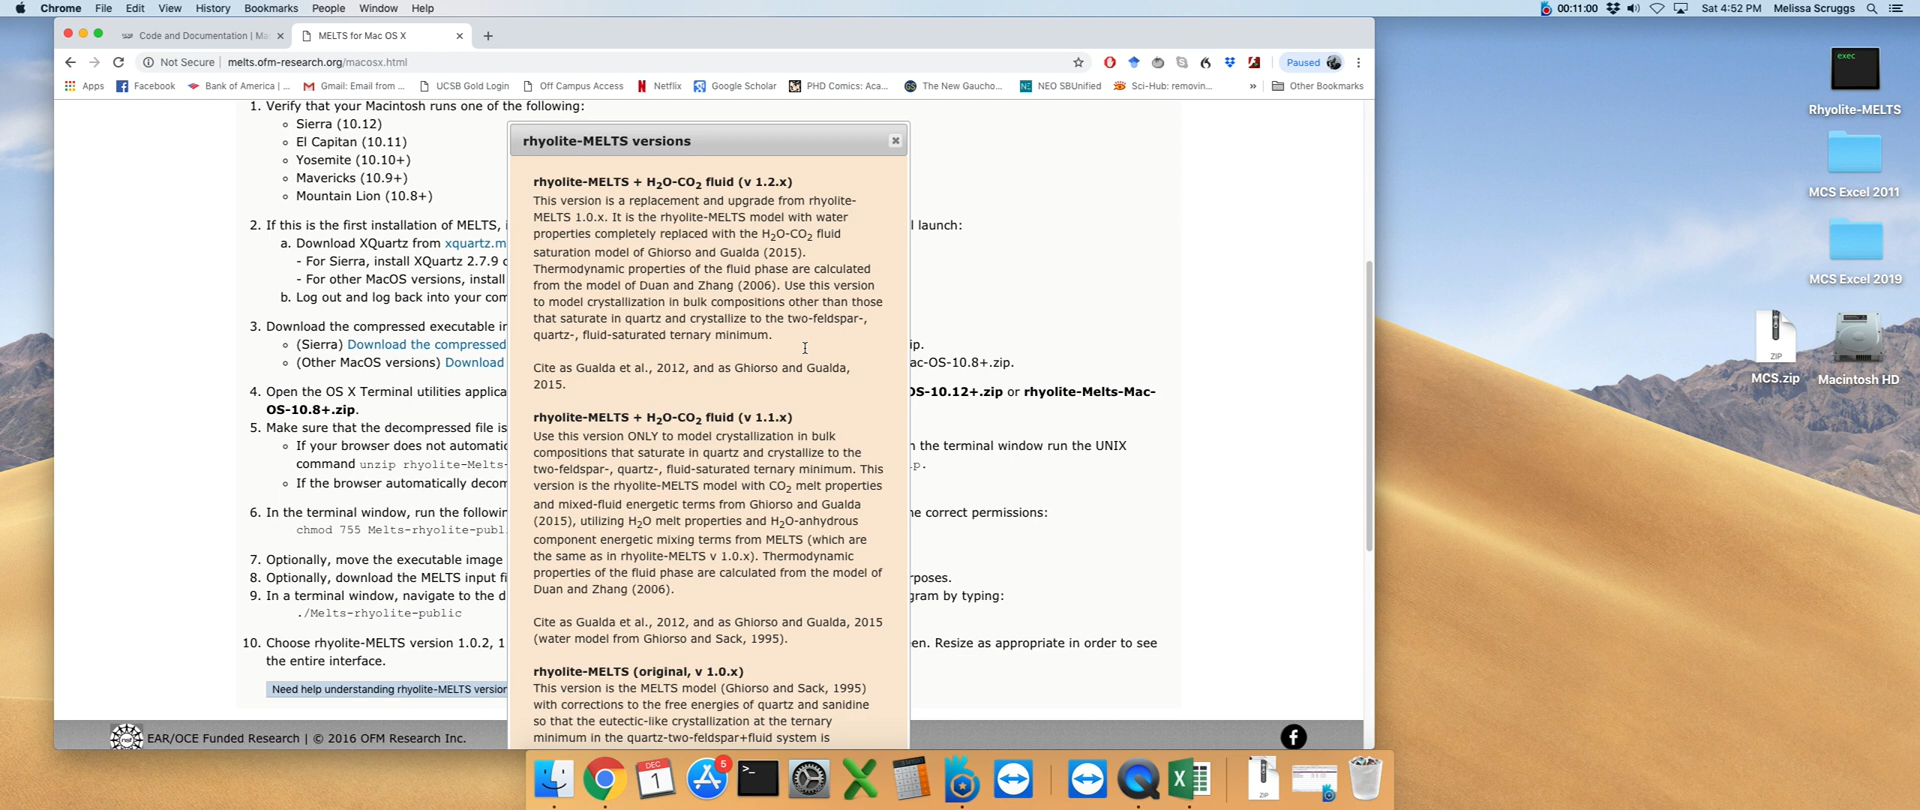 Chrome File Edit View History Bookmarks People Window Help
00:11:00 Sat 4:52 PM Melissa Scruggs
Code and Documentation | Ma
MELTS for Mac OS X
Not Secure | melts.ofm-research.org/macosx.html
Paused
Apps Facebook Bank of America | ... Gmail: Email from ... UCSB Gold Login Off Campus Access Netflix Google Scholar PHD Comics: Aca... The New Gaucho... NEO SBUnified Sci-Hub: removin... » Other Bookmarks
1. Verify that your Macintosh runs one of the following:
Sierra (10.12)
El Capitan (10.11)
Yosemite (10.10+)
Mavericks (10.9+)
Mountain Lion (10.8+)
2. If this is the first installation of MELTS, l launch:
a. Download XQuartz from xquartz.m
- For Sierra, install XQuartz 2.7.9
- For other MacOS versions, install
b. Log out and log back into your com
3. Download the compressed executable
(Sierra) Download the compressed ip.
(Other MacOS versions) Download ac-OS-10.8+.zip.
4. Open the OS X Terminal utilities applica OS-10.12+.zip or rhyolite-Melts-Mac-
OS-10.8+.zip.
5. Make sure that the decompressed file is
If your browser does not automatic n the terminal window run the UNIX
command unzip rhyolite-Melts- p.
If the browser automatically decom
6. In the terminal window, run the followin e correct permissions:
chmod 755 Melts-rhyolite-publ
7. Optionally, move the executable image
8. Optionally, download the MELTS input fi rposes.
9. In a terminal window, navigate to the d gram by typing:
./Melts-rhyolite-public
10. Choose rhyolite-MELTS version 1.0.2, 1 en. Resize as appropriate in order to see
the entire interface.
Need help understanding rhyolite-MELTS version
rhyolite-MELTS versions
rhyolite-MELTS + H2O-CO2 fluid (v 1.2.x)
This version is a replacement and upgrade from rhyolite-
MELTS 1.0.x. It is the rhyolite-MELTS model with water
properties completely replaced with the H2O-CO2 fluid
saturation model of Ghiorso and Gualda (2015).
Thermodynamic properties of the fluid phase are calculated
from the model of Duan and Zhang (2006). Use this version
to model crystallization in bulk compositions other than those
that saturate in quartz and crystallize to the two-feldspar-,
quartz-, fluid-saturated ternary minimum.
Cite as Gualda et al., 2012, and as Ghiorso and Gualda,
2015.
rhyolite-MELTS + H2O-CO2 fluid (v 1.1.x)
Use this version ONLY to model crystallization in bulk
compositions that saturate in quartz and crystallize to the
two-feldspar-, quartz-, fluid-saturated ternary minimum. This
version is the rhyolite-MELTS model with CO2 melt properties
and mixed-fluid energetic terms from Ghiorso and Gualda
(2015), utilizing H2O melt properties and H2O-anhydrous
component energetic mixing terms from MELTS (which are
the same as in rhyolite-MELTS v 1.0.x). Thermodynamic
properties of the fluid phase are calculated from the model of
Duan and Zhang (2006).
Cite as Gualda et al., 2012, and as Ghiorso and Gualda, 2015
(water model from Ghiorso and Sack, 1995).
rhyolite-MELTS (original, v 1.0.x)
This version is the MELTS model (Ghiorso and Sack, 1995)
with corrections to the free energies of quartz and sanidine
so that the eutectic-like crystallization at the ternary
minimum in the quartz-two-feldspar+fluid system is
EAR/OCE Funded Research | © 2016 OFM Research Inc.
exec
Rhyolite-MELTS
MCS Excel 2011
MCS Excel 2019
ZIP
MCS.zip
Macintosh HD
DEC
1
5
ZIP